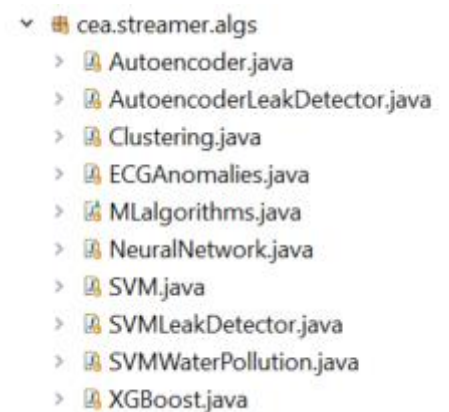 cea.streamer.algs
Autoencoder.java
AutoencoderLeakDetector.java
Clustering.java
ECGAnomalies.java
MLalgorithms.java
NeuralNetwork.java
SVM.java
SVMLeakDetector.java
SVMWaterPollution.java
XGBoost.java